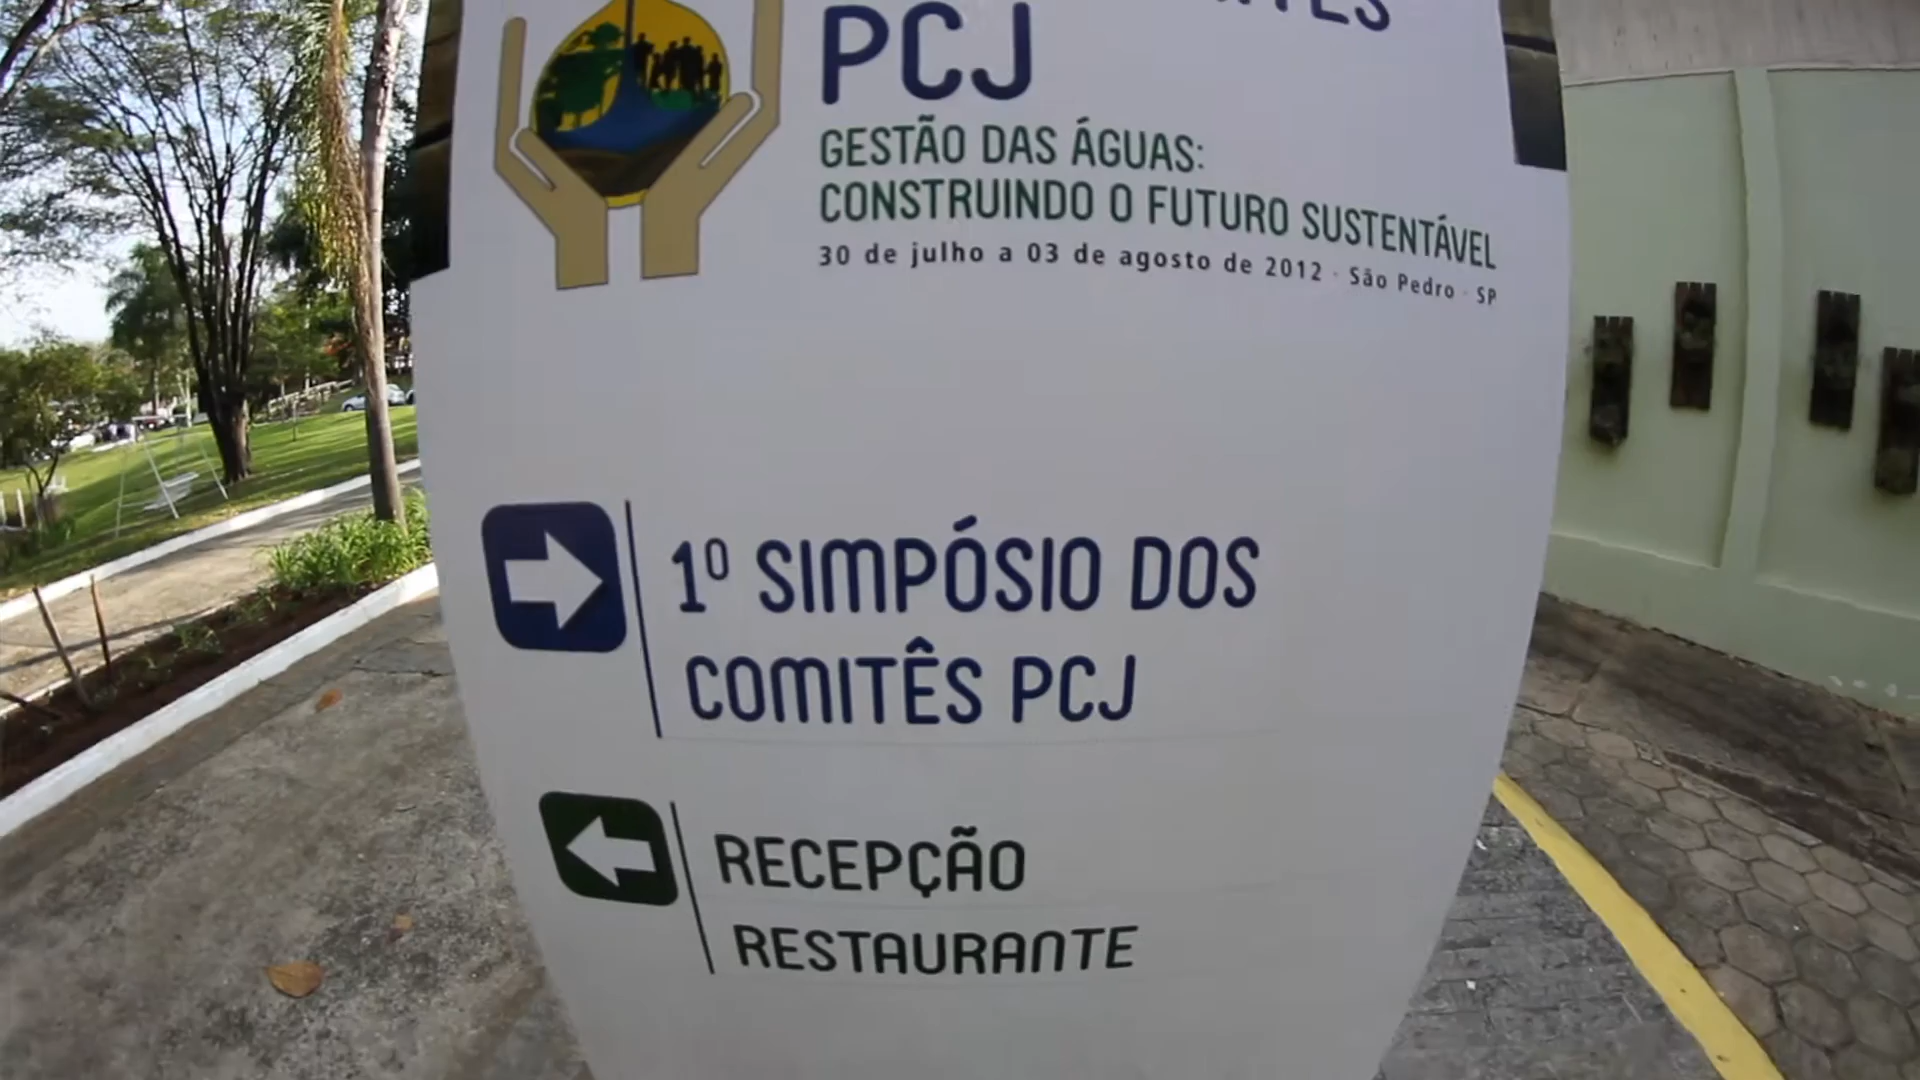 PCJ
GESTÃO DAS ÁGUAS:
CONSTRUINDO O FUTURO SUSTENTÁVEL
30 de julho a 03 de agosto de 2012 · São Pedro · SP
1º SIMPÓSIO DOS
COMITÊS PCJ
RECEPÇÃO
RESTAURANTE